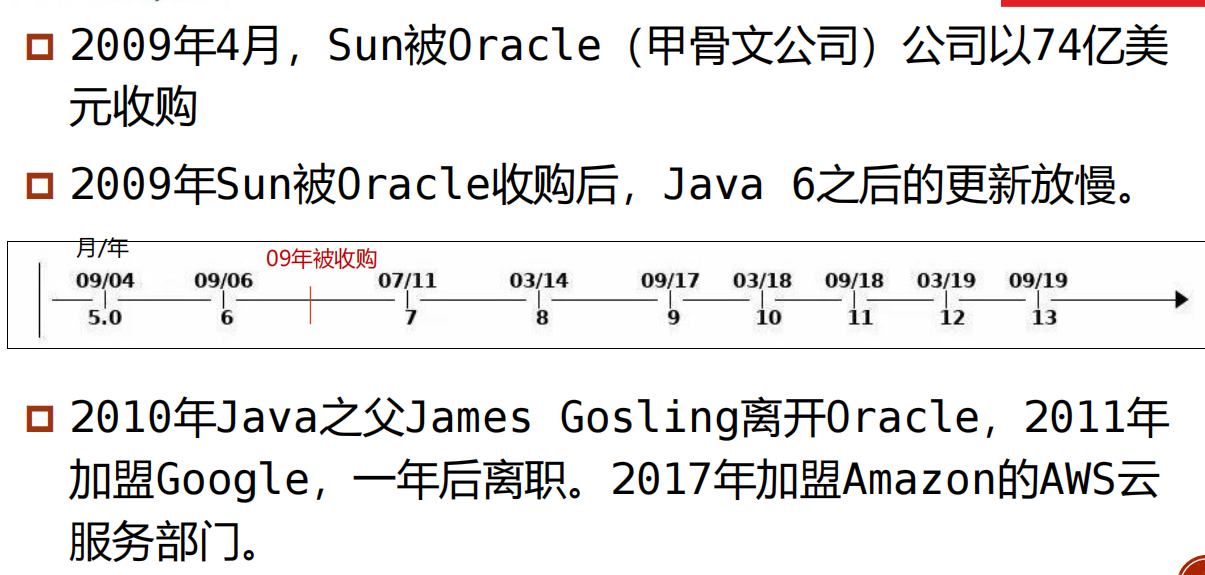 2009年4月，Sun被Oracle（甲骨文公司）公司以74亿美
元收购
2009年Sun被Oracle收购后，Java 6之后的更新放慢。
月/年
09年被收购
09/04 09/06 07/11 03/14 09/17 03/18 09/18 03/19 09/19
5.0 6 7 8 9 10 11 12 13
2010年Java之父James Gosling离开Oracle，2011年
加盟Google，一年后离职。2017年加盟Amazon的AWS云
服务部门。